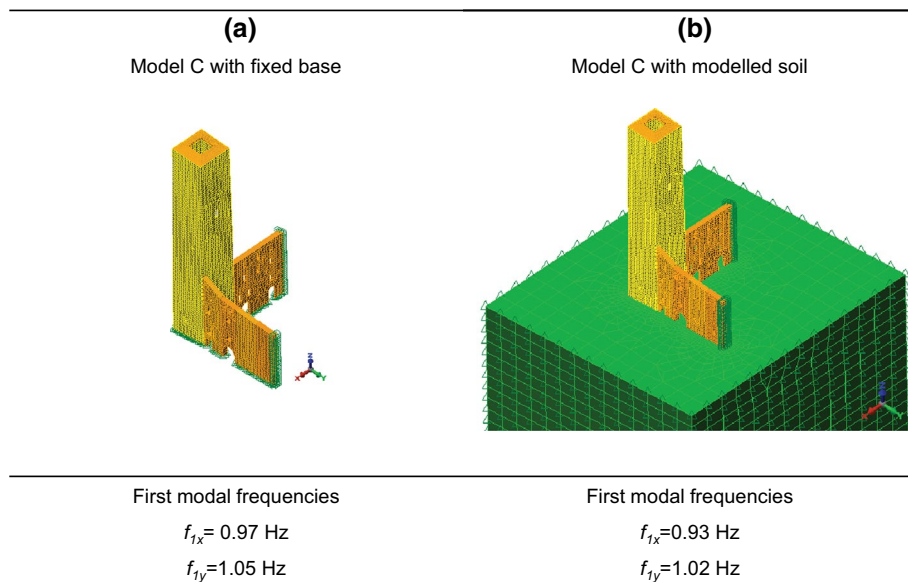 (a)
(b)
Model C with fixed base
Model C with modelled soil
Z
X
Y
First modal frequencies
First modal frequencies
f1x= 0.97 Hz
f1x=0.93 Hz
f1y=1.05 Hz
f1y=1.02 Hz